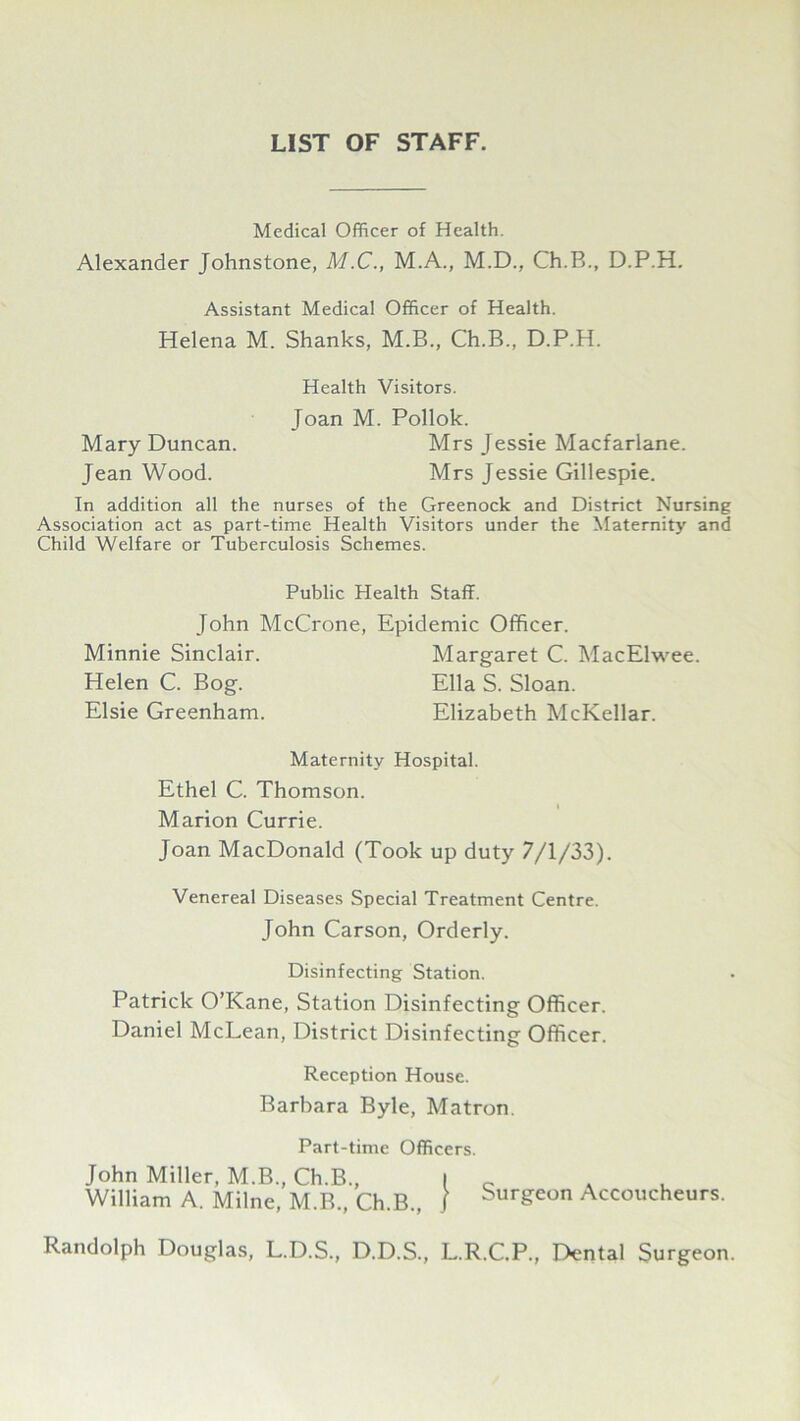 LIST OF STAFF.
Medical Officer of Health.
Alexander Johnstone, M.C., M.A., M.D., Ch.B., D.P.H.
Assistant Medical Officer of Health.
Helena M. Shanks, M.B., Ch.B., D.P.H.
Health Visitors.
Joan M. Pollok.
Mary Duncan. Mrs Jessie Macfarlane.
Jean Wood. Mrs Jessie Gillespie.
In addition all the nurses of the Greenock and District Nursing
Association act as part-time Health Visitors under the Maternity and
Child Welfare or Tuberculosis Schemes.
Public Health Staff.
John McCrone, Epidemic Officer.
Minnie Sinclair. Margaret C. MacElwee.
Helen C. Bog. Ella S. Sloan.
Elsie Greenham. Elizabeth McKellar.
Maternity Hospital.
Ethel C. Thomson.
Marion Currie.
Joan MacDonald (Took up duty 7/1/33).
Venereal Diseases Special Treatment Centre.
John Carson, Orderly.
Disinfecting Station.
Patrick O'Kane, Station Disinfecting Officer.
Daniel McLean, District Disinfecting Officer.
Reception House.
Barbara Byle, Matron.
Part-time Officers.
John Miller, M.B., Ch.B.,
William A. Milne, M.B., Ch.B., } Surgeon Accoucheurs.
Randolph Douglas, L.D.S., D.D.S., L.R.C.P., Dental Surgeon.